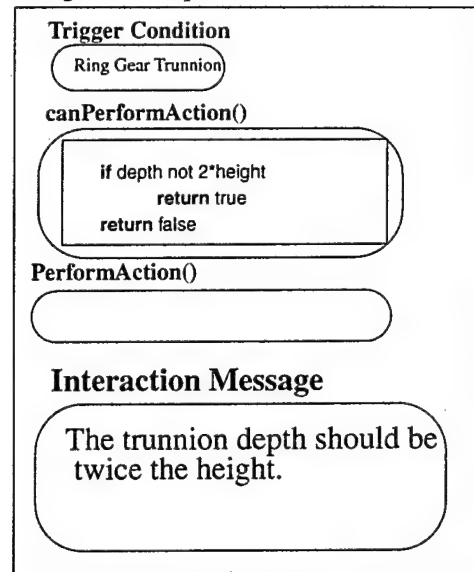 Trigger Condition
Ring Gear Trunnion
canPerformAction()
if depth not 2*height
return true
return false
PerformAction()
Interaction Message
The trunnion depth should be
twice the height.